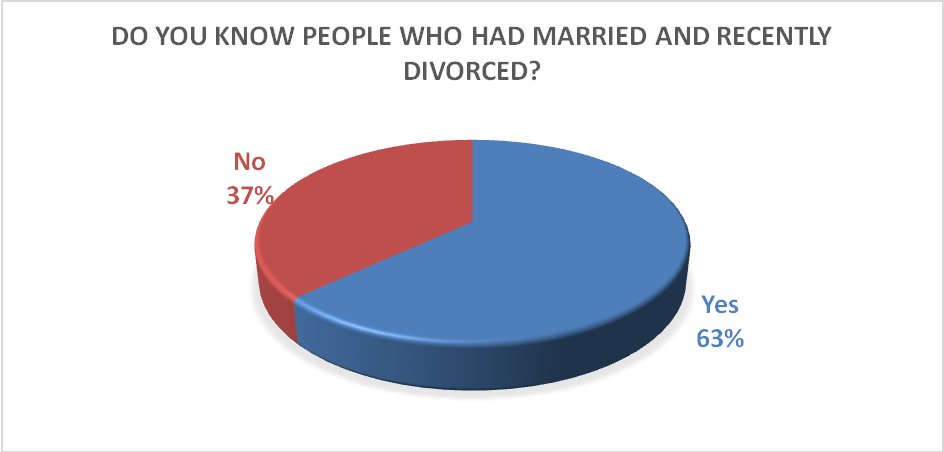 DO YOU KNOW PEOPLE WHO HAD MARRIED AND RECENTLY
DIVORCED?
No
37%
Yes
63%